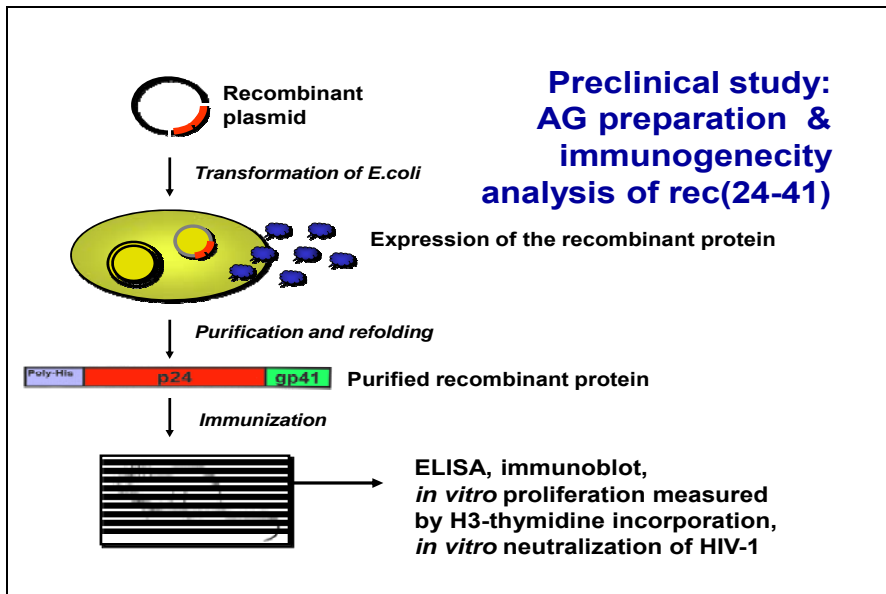 Preclinical study:
AG preparation &
immunogenecity
analysis of rec(24-41)
Recombinant
plasmid
Transformation of E.coli
Expression of the recombinant protein
Purification and refolding
Poly-His p24 gp41
Purified recombinant protein
Immunization
ELISA, immunoblot,
in vitro proliferation measured
by H3-thymidine incorporation,
in vitro neutralization of HIV-1